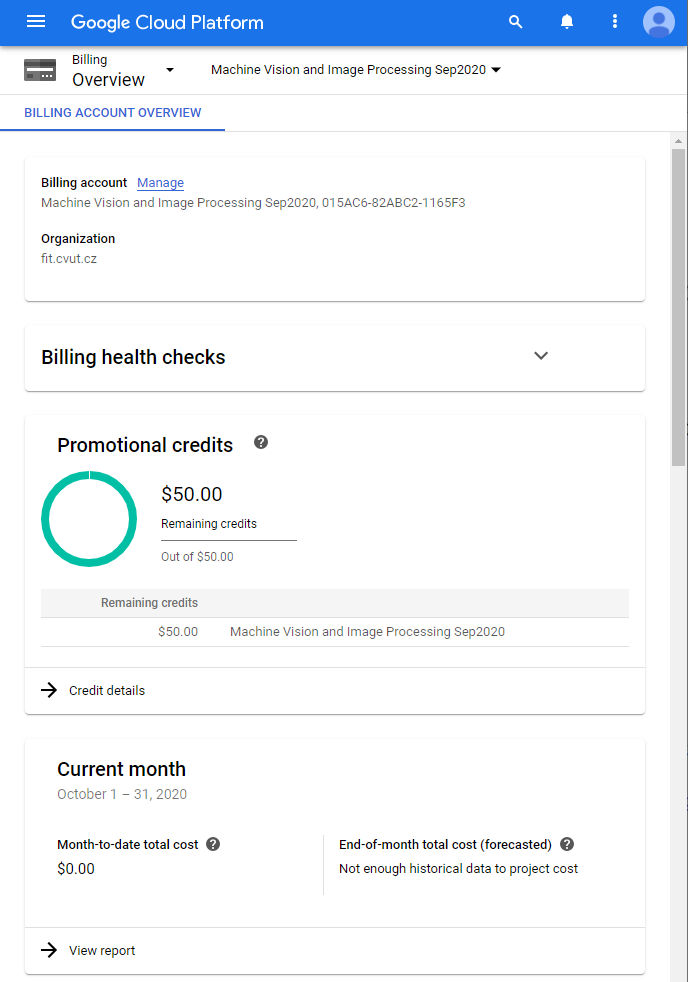 Google Cloud Platform
Billing
Overview
Machine Vision and Image Processing Sep2020
BILLING ACCOUNT OVERVIEW
Billing account Manage
Machine Vision and Image Processing Sep2020, 015AC6-82ABC2-1165F3
Organization
fit.cvut.cz
Billing health checks
Promotional credits ?
$50.00
Remaining credits
Out of $50.00
Remaining credits
$50.00 Machine Vision and Image Processing Sep2020
Credit details
Current month
October 1 – 31, 2020
Month-to-date total cost ?
$0.00
End-of-month total cost (forecasted) ?
Not enough historical data to project cost
View report